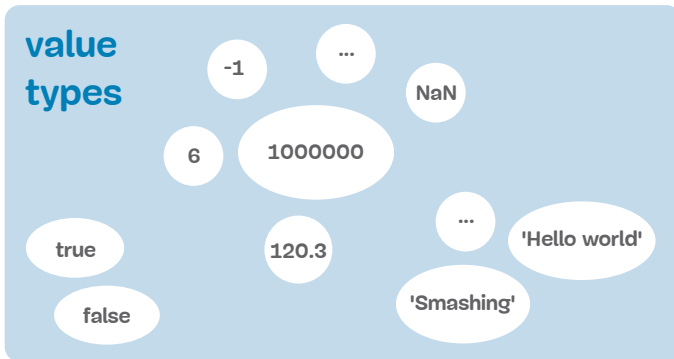 value
types
-1
...
NaN
6
1000000
true
120.3
...
'Hello world'
false
'Smashing'